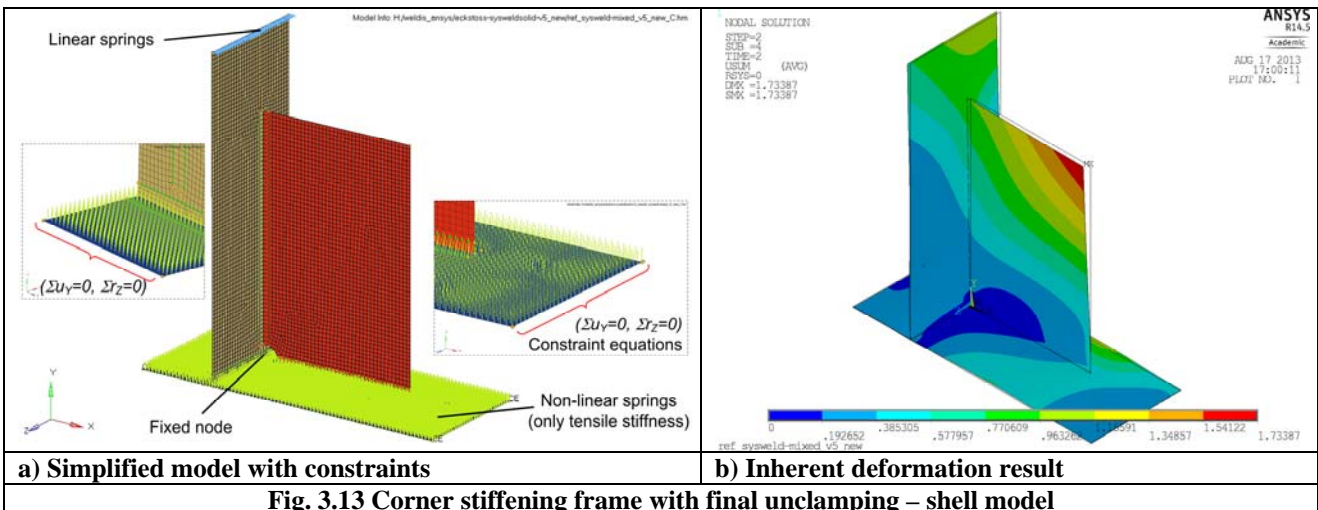 Model Info: H:/weldis_ansys/eckstoss-sysweldsolid-v5_new/ref_sysweld-mixed_v5_new_C.hm
Linear springs
(Σu_Y=0, Σr_Z=0)
(Σu_Y=0, Σr_Z=0)
Constraint equations
Fixed node
Non-linear springs
(only tensile stiffness)
Y
Z
X
NODAL SOLUTION
STEP=2
SUB =4
TIME=2
USUM (AVG)
RSYS=0
DMX =1.73387
SMX =1.73387
ANSYS
R14.5
Academic
AUG 17 2013
17:00:11
PLOT NO. 1
MX
0
.192652
.385305
.577957
.770609
.963262
1.34857
1.54122
1.73387
ref sysweld-mixed v5 new
a) Simplified model with constraints
b) Inherent deformation result
Fig. 3.13 Corner stiffening frame with final unclamping – shell model